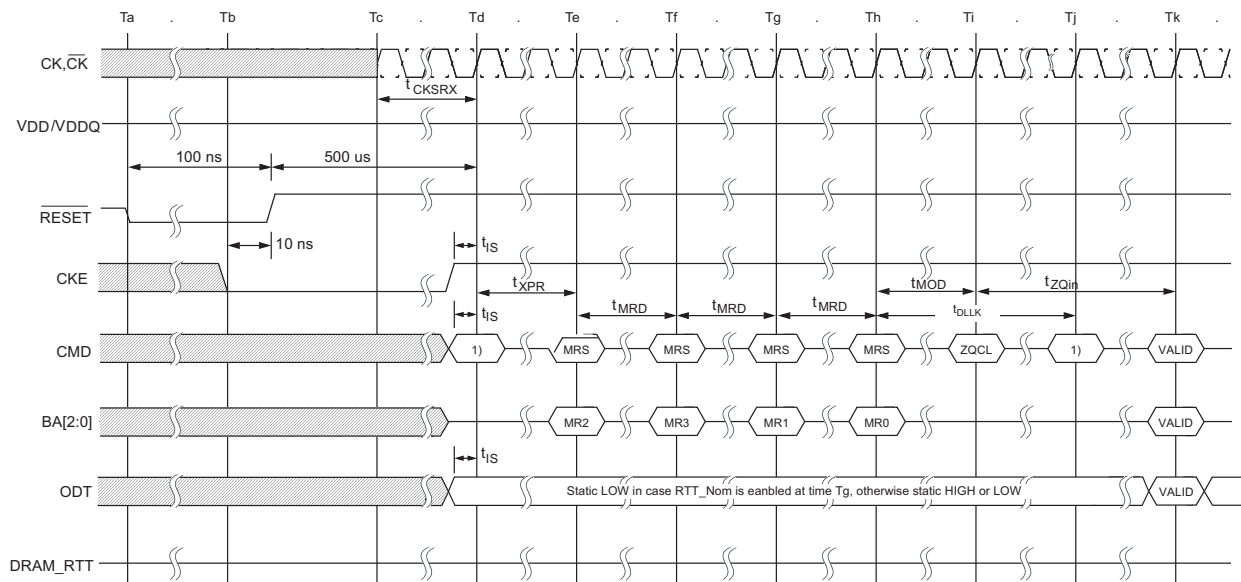 Ta . Tb . Tc . Td . Te . Tf . Tg . Th . Ti . Tj . Tk .
CK,CK
tCKSRX
VDD/VDDQ
100 ns 500 us
RESET
10 ns tIS
CKE
tXPR tMOD tZQin
tIS tMRD tMRD tMRD tDLLK
CMD 1) MRS MRS MRS MRS ZQCL 1) VALID
BA[2:0] MR2 MR3 MR1 MR0 VALID
tIS
ODT Static LOW in case RTT_Nom is eanbled at time Tg, otherwise static HIGH or LOW VALID
DRAM_RTT